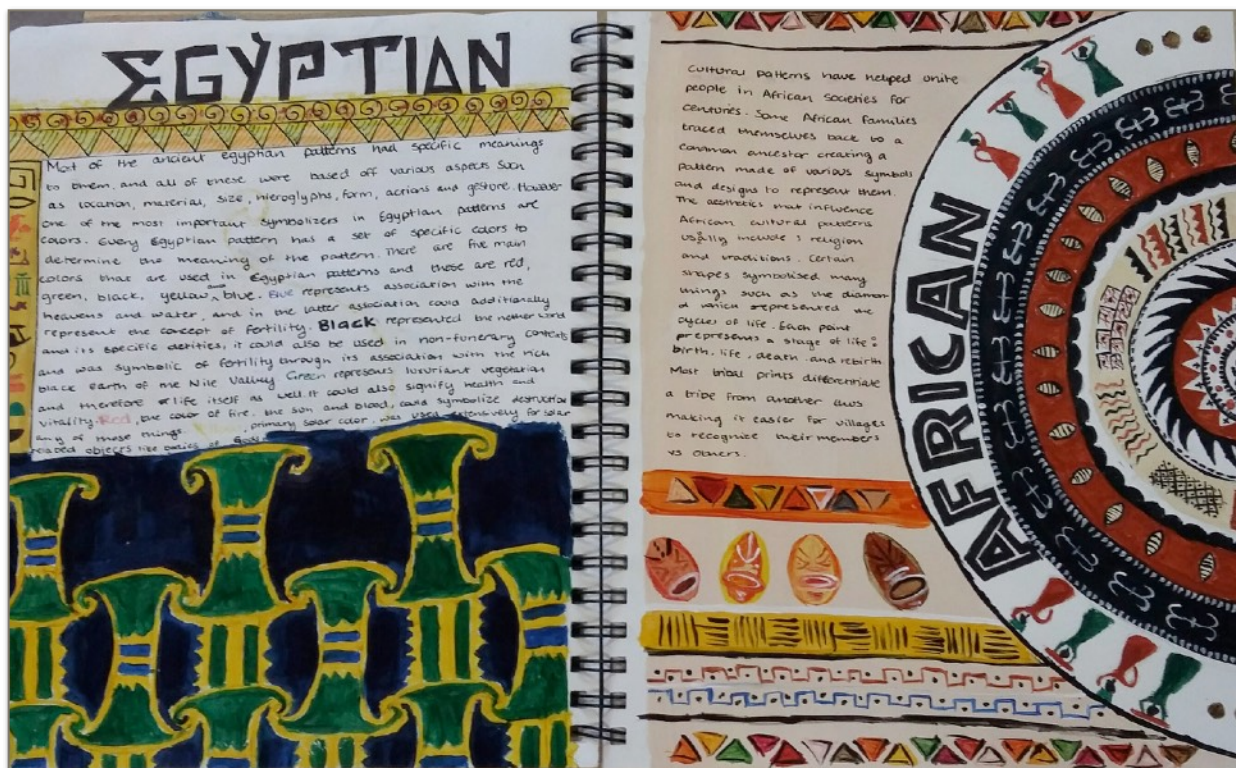 EGYPTIAN
Most of the ancient egyptian patterns had specific meanings
to them, and all of these were based off various aspects such
as location, material, size, hieroglyphs, form, actions and gesture. However
one of the most important symbolizers in Egyptian patterns are
colors. Every Egyptian pattern has a set of specific colors to
determine the meaning of the pattern. There are five main
colors that are used in Egyptian patterns and those are red,
green, black, yellow and blue. Blue represents association with the
heavens and water, and in the latter association could additionally
represent the concept of fertility. Black represented the netherworld
and its specific detities, it could also be used in non-funerary contexts
and was symbolic of fertility through its association with the rich
black earth of the Nile Valley Green represents luxuriant vegetation
and therefore life itself as well. It could also signify health and
vitality. Red, the color of fire, the sun and blood, could symbolize destruction
any of those things. , primary solar color, was used extensively for solar
related objects like of Gods
Cultural patterns have helped unite
people in African Societies for
centuries. Some African families
traced themselves back to a
common ancestor creating a
pattern made of various symbols
and designs to represent them.
The aesthetics that influence
African cultural patterns
usually include : religion
and traditions. Certain
shapes symbolised many
things such as the diamond
which represented the
cycles of life. Each point
represents a stage of life :
birth, life, death and rebirth
Most tribal prints differentiate
a tribe from another thus
making it easier for villages
to recognize their members
vs others.
AFRICAN